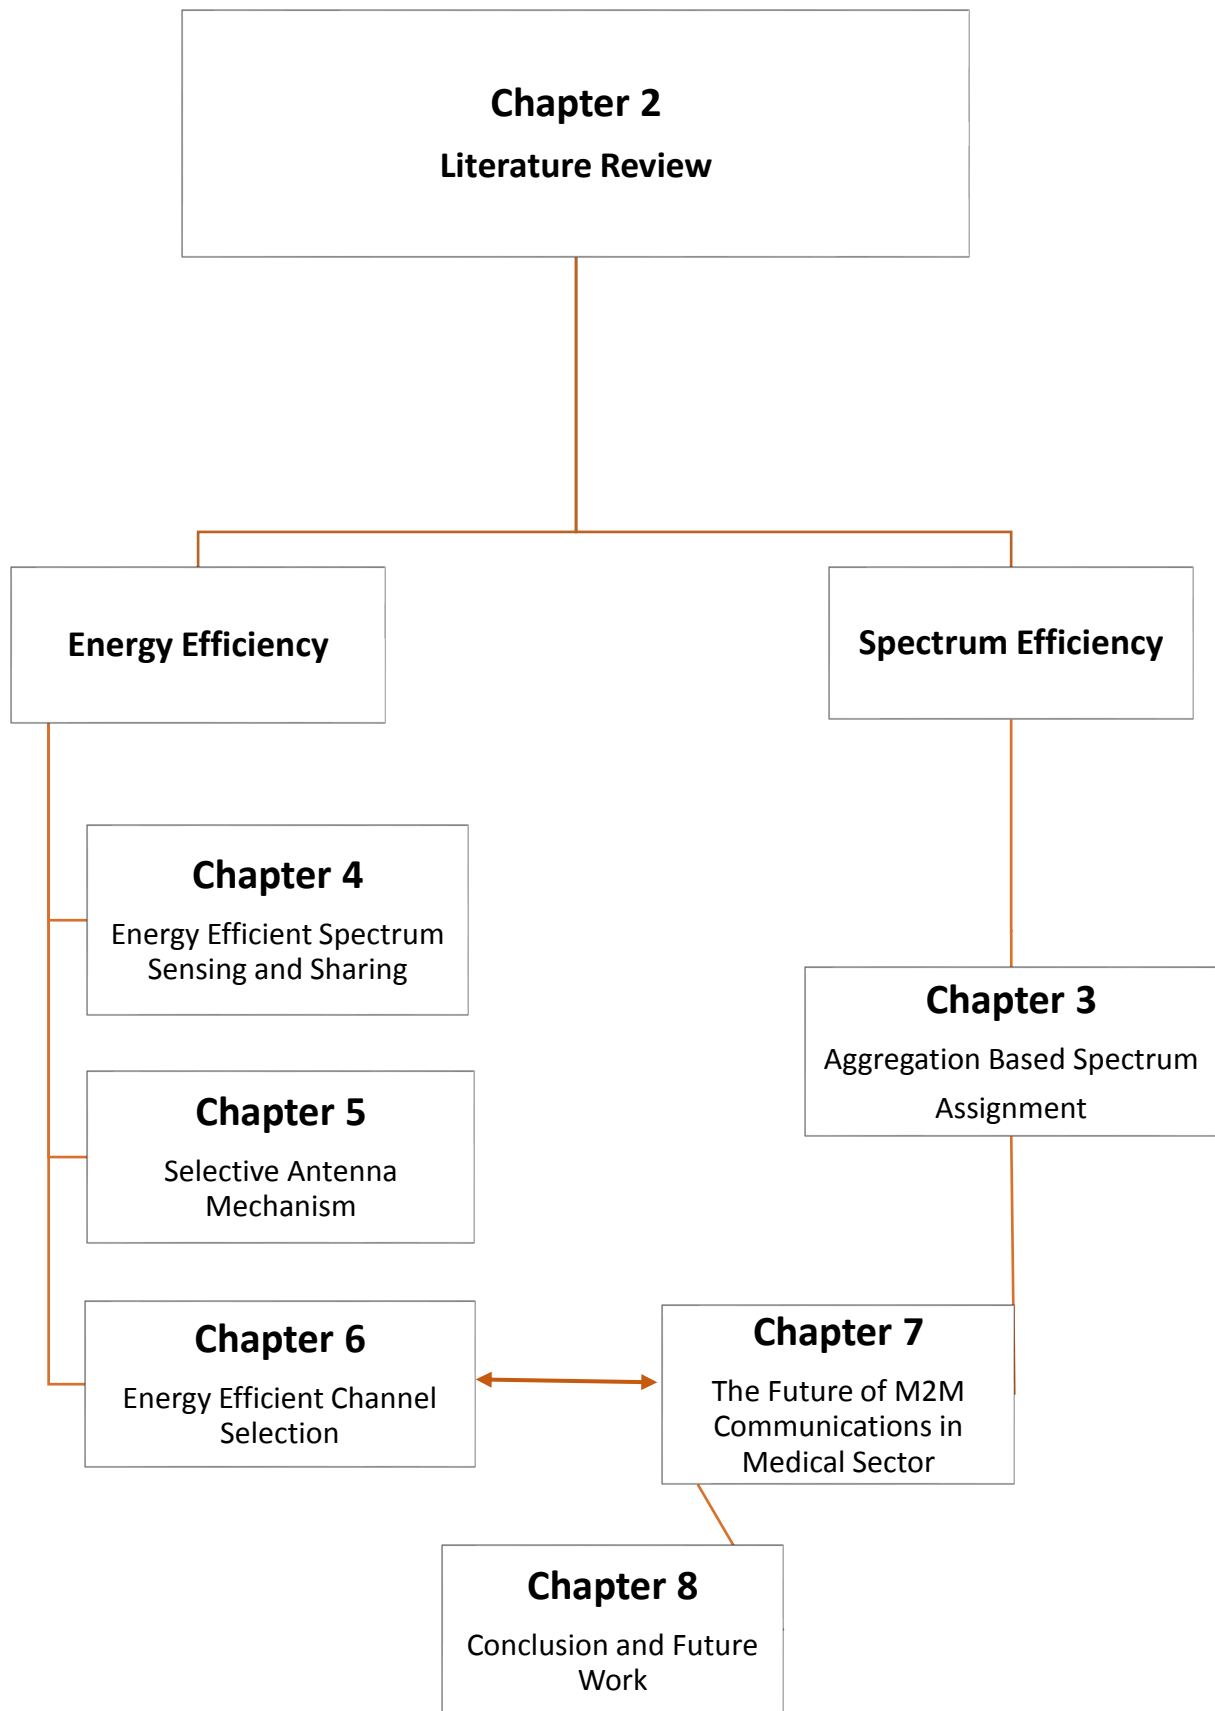 Chapter 2
Literature Review
Energy Efficiency
Spectrum Efficiency
Chapter 4
Energy Efficient Spectrum
Sensing and Sharing
Chapter 3
Aggregation Based Spectrum
Assignment
Chapter 5
Selective Antenna
Mechanism
Chapter 6
Energy Efficient Channel
Selection
Chapter 7
The Future of M2M
Communications in
Medical Sector
Chapter 8
Conclusion and Future
Work